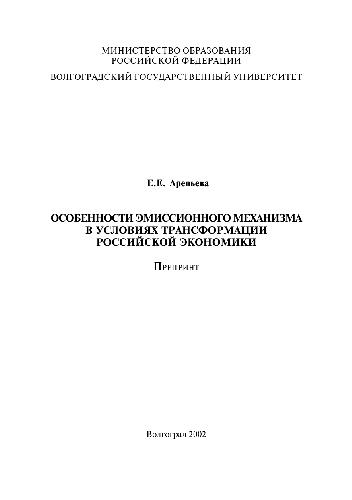 МИНИСТЕРСТВО ОБРАЗОВАНИЯ
РОССИЙСКОЙ ФЕДЕРАЦИИ
ВОЛГОГРАДСКИЙ ГОСУДАРСТВЕННЫЙ УНИВЕРСИТЕТ
Е.Е. Арепьева
ОСОБЕННОСТИ ЭМИССИОННОГО МЕХАНИЗМА
В УСЛОВИЯХ ТРАНСФОРМАЦИИ
РОССИЙСКОЙ ЭКОНОМИКИ
Препринт
Волгоград 2002